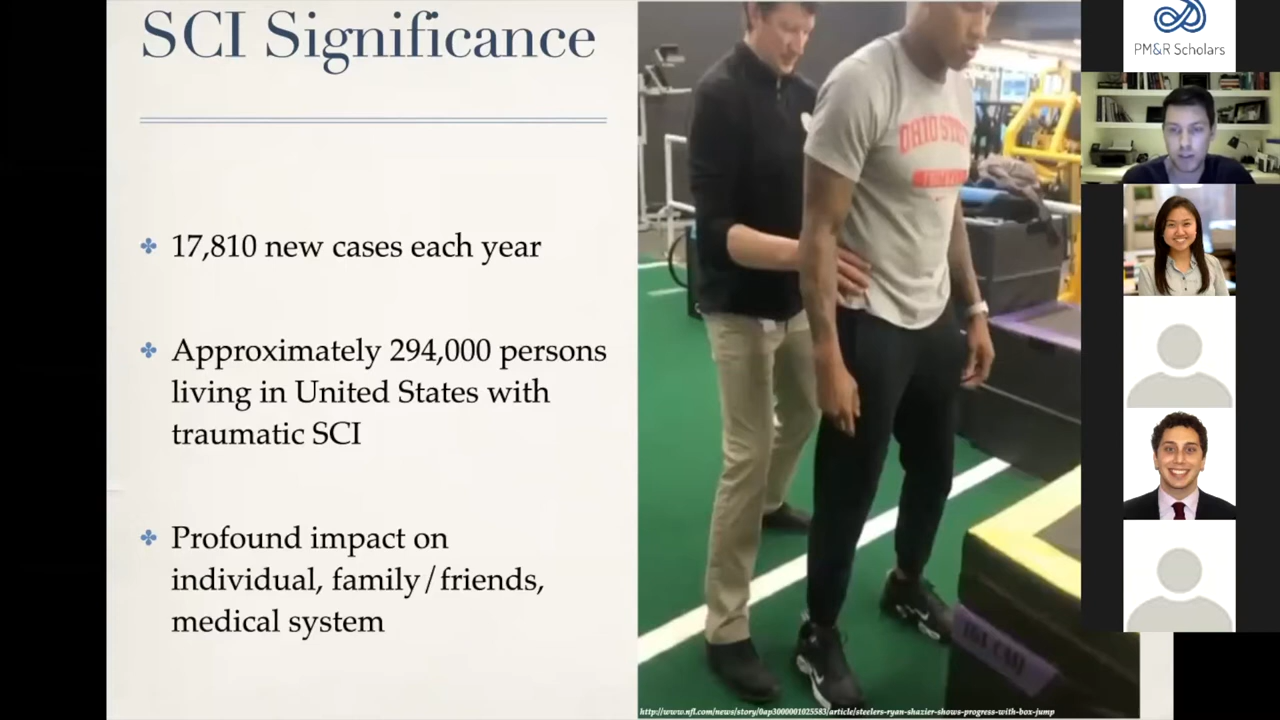 SCI Significance
17,810 new cases each year
Approximately 294,000 persons
living in United States with
traumatic SCI
Profound impact on
individual, family/friends,
medical system
OHIO STATE
http://www.nfl.com/news/story/0ap3000001025583/article/steelers-ryan-shazier-shows-progress-with-box-jump
PM&R Scholars